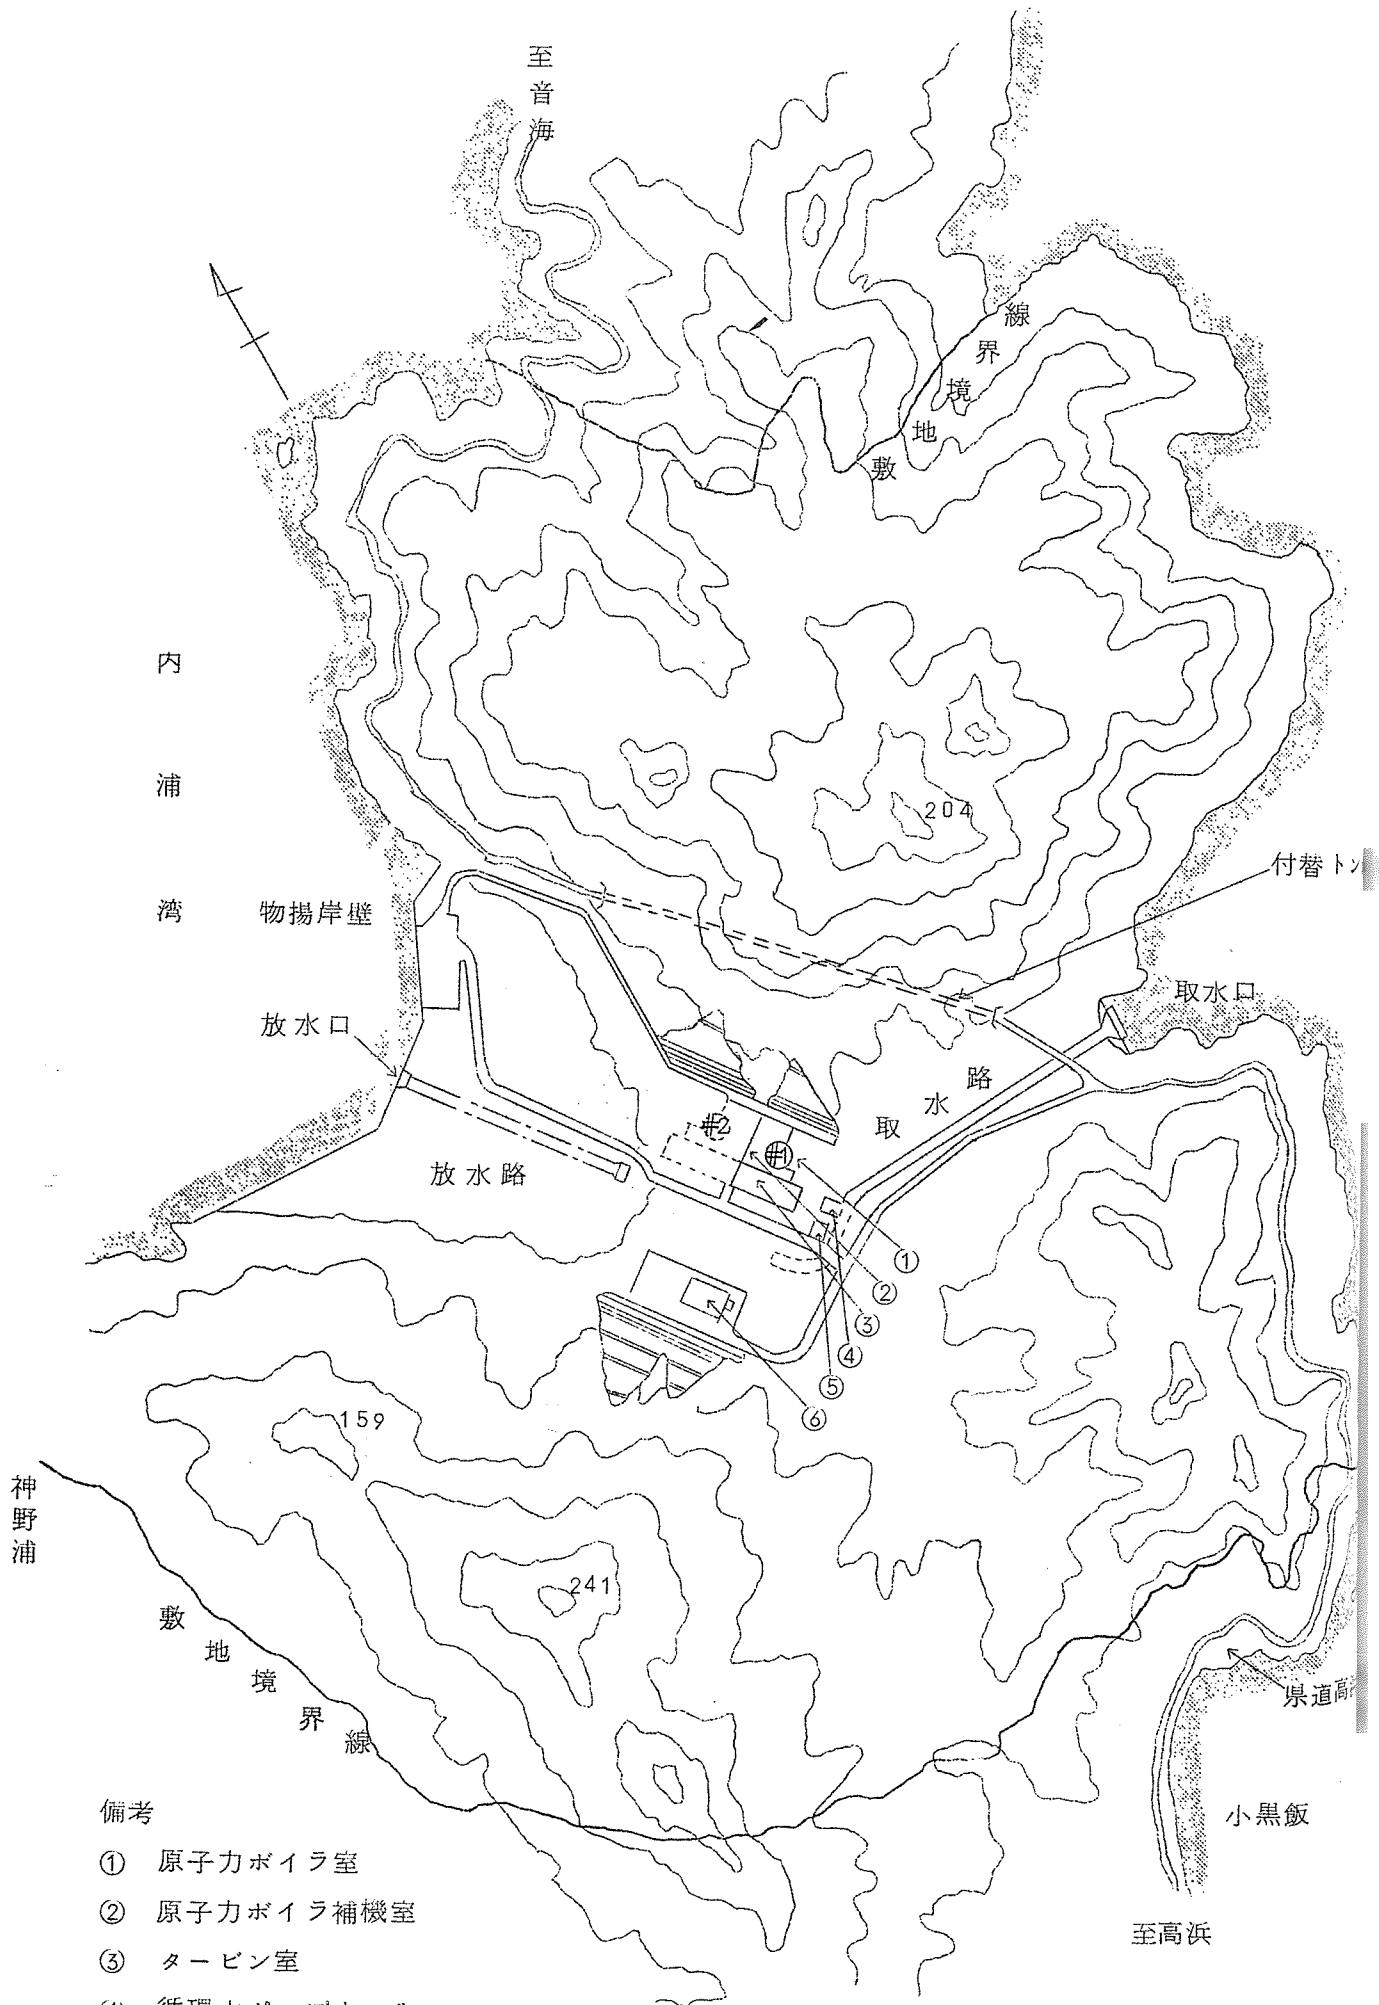 至音海
敷地境界線
内浦湾
204
付替トン
物揚岸壁
取水口
放水口
取水路
#2
#1
放水路
①
②
③
④
⑤
⑥
159
神野浦
241
敷地境界線
県道高
小黒飯
至高浜
備考
① 原子力ボイラ室
② 原子力ボイラ補機室
③ タービン室